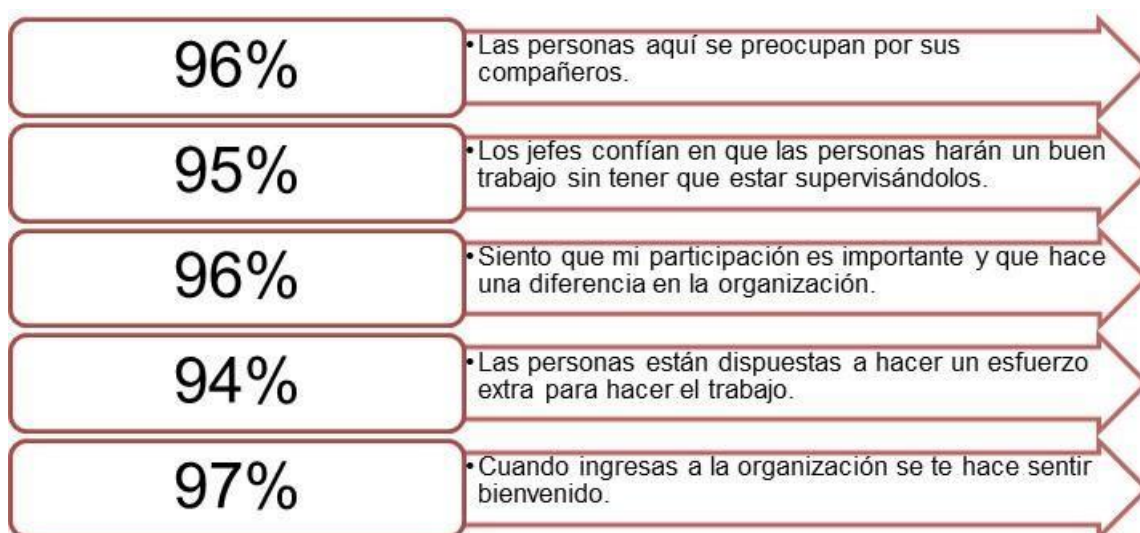 96%
•Las personas aquí se preocupan por sus
compañeros.
95%
•Los jefes confían en que las personas harán un buen
trabajo sin tener que estar supervisándolos.
96%
•Siento que mi participación es importante y que hace
una diferencia en la organización.
94%
•Las personas están dispuestas a hacer un esfuerzo
extra para hacer el trabajo.
97%
•Cuando ingresas a la organización se te hace sentir
bienvenido.